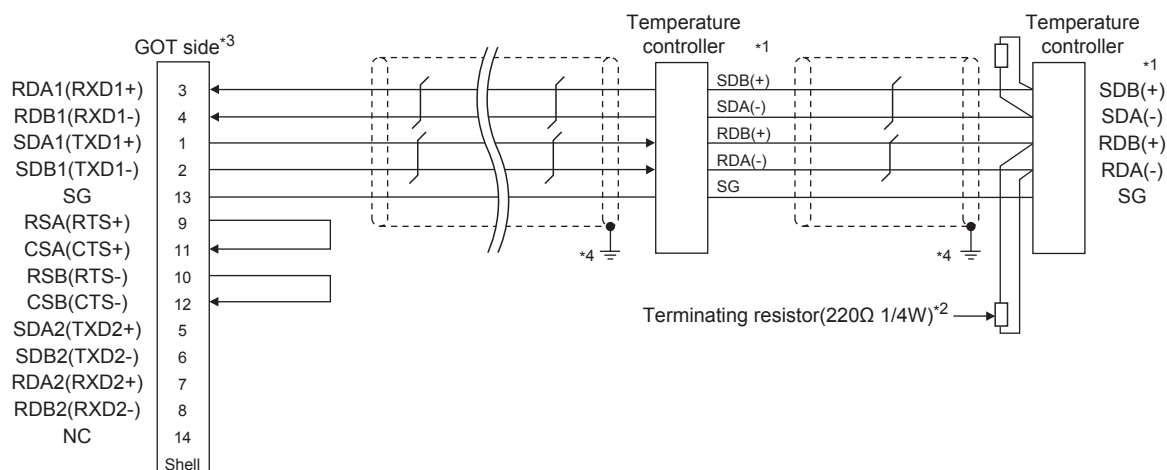 GOT side*3
Temperature controller *1
Temperature controller *1
RDA1(RXD1+) 3 SDB(+) SDB(+)
RDB1(RXD1-) 4 SDA(-) SDA(-)
SDA1(TXD1+) 1 RDB(+) RDB(+)
SDB1(TXD1-) 2 RDA(-) RDA(-)
SG 13 SG SG
RSA(RTS+) 9
CSA(CTS+) 11 *4 *4
RSB(RTS-) 10
CSB(CTS-) 12
Terminating resistor(220Ω 1/4W)*2
SDA2(TXD2+) 5
SDB2(TXD2-) 6
RDA2(RXD2+) 7
RDB2(RXD2-) 8
NC 14
Shell